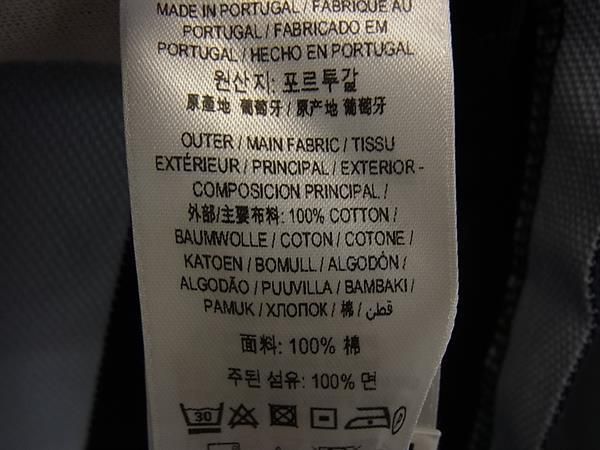 MADE IN PORTUGAL / FABRIQUÉ AU
PORTUGAL / FABRICADO EM
PORTUGAL / HECHO EN PORTUGAL
원산지: 포르투갈
原產地 葡萄牙 / 原产地 葡萄牙
OUTER / MAIN FABRIC / TISSU
EXTÉRIEUR / PRINCIPAL / EXTERIOR -
COMPOSICIÓN PRINCIPAL /
外部/主要布料: 100% COTTON /
BAUMWOLLE / COTON / COTONE /
KATOEN / BOMULL / ALGODÓN /
ALGODÃO / PUUVILLA / BAMBAKI /
PAMUK / ХЛОПОК / 棉 / قطن
面料: 100% 棉
주된 섬유: 100% 면
30